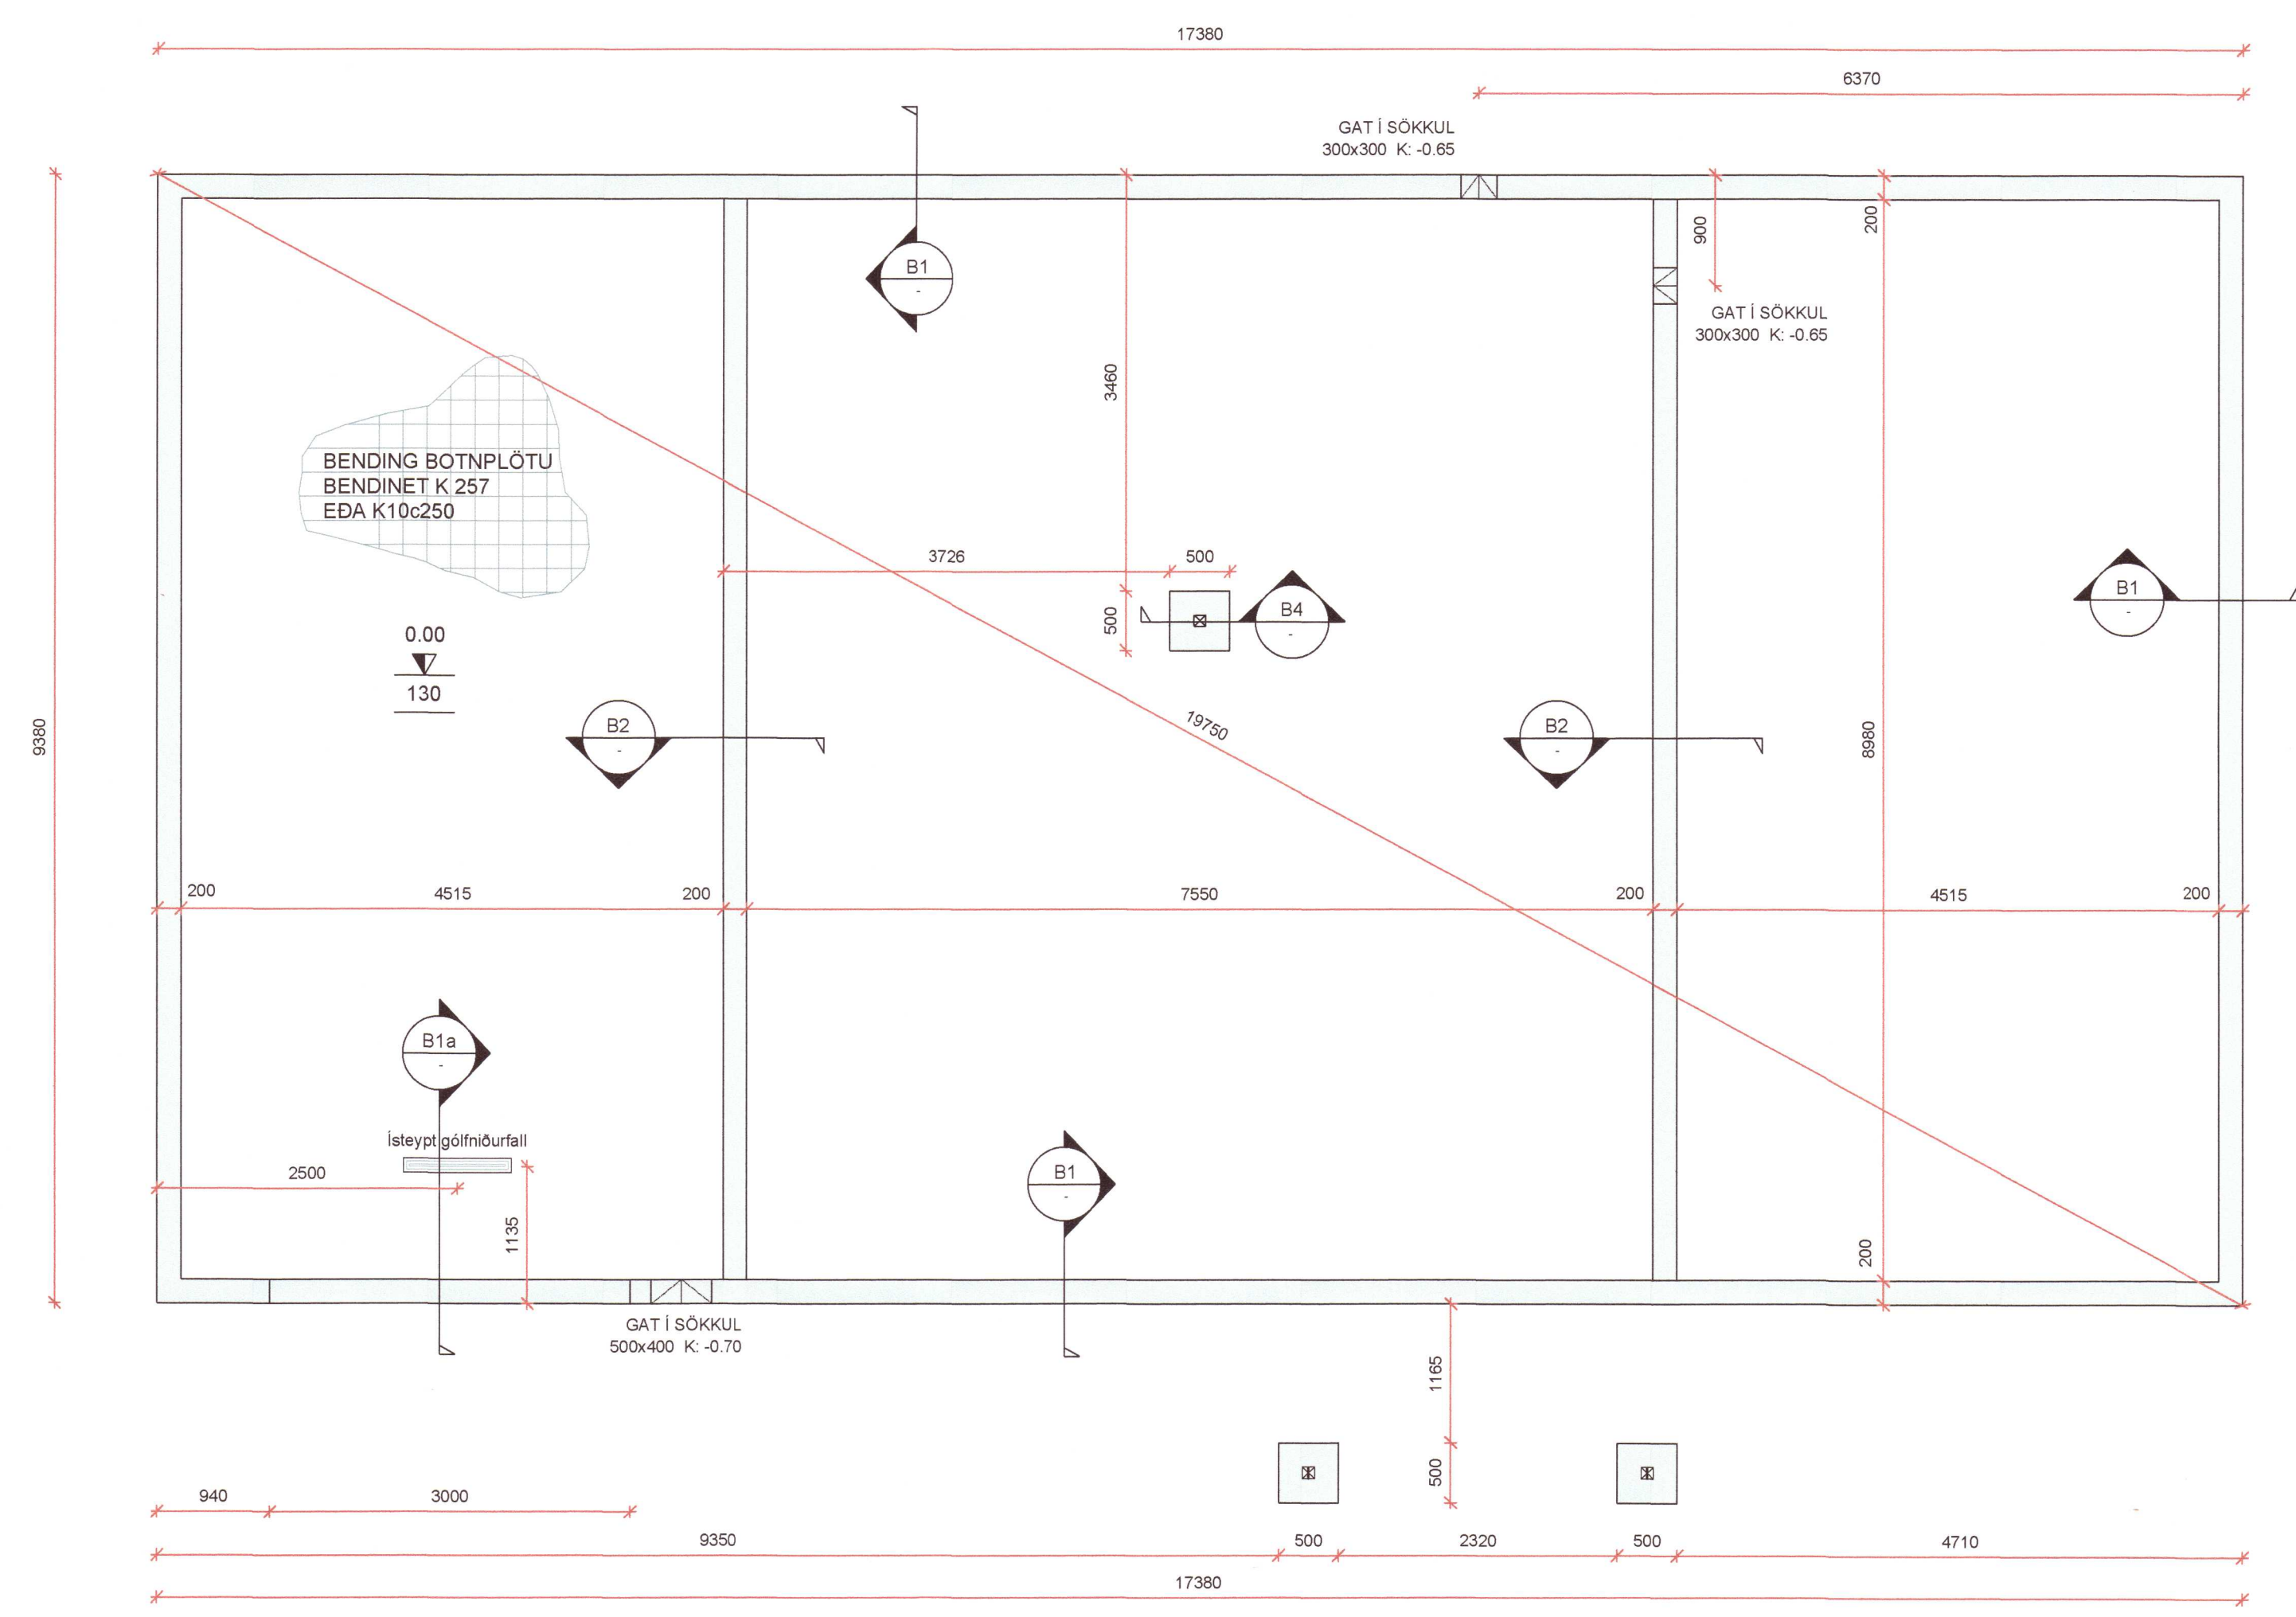 17380
6370
GAT Í SÖKKUL
300x300 K: -0.65
200
900
GAT Í SÖKKUL
300x300 K: -0.65
B1
-
3460
BENDING BOTNPLÖTU
BENDINET K 257
EÐA K10c250
3726
500
500
B4
-
B1
-
0.00
130
9380
B2
-
19750
B2
-
8980
200
4515
200
7550
200
4515
200
B1a
-
Ísteypt gólfniðurfall
2500
1135
B1
-
200
GAT Í SÖKKUL
500x400 K: -0.70
1165
500
940
3000
9350
500
2320
500
4710
17380